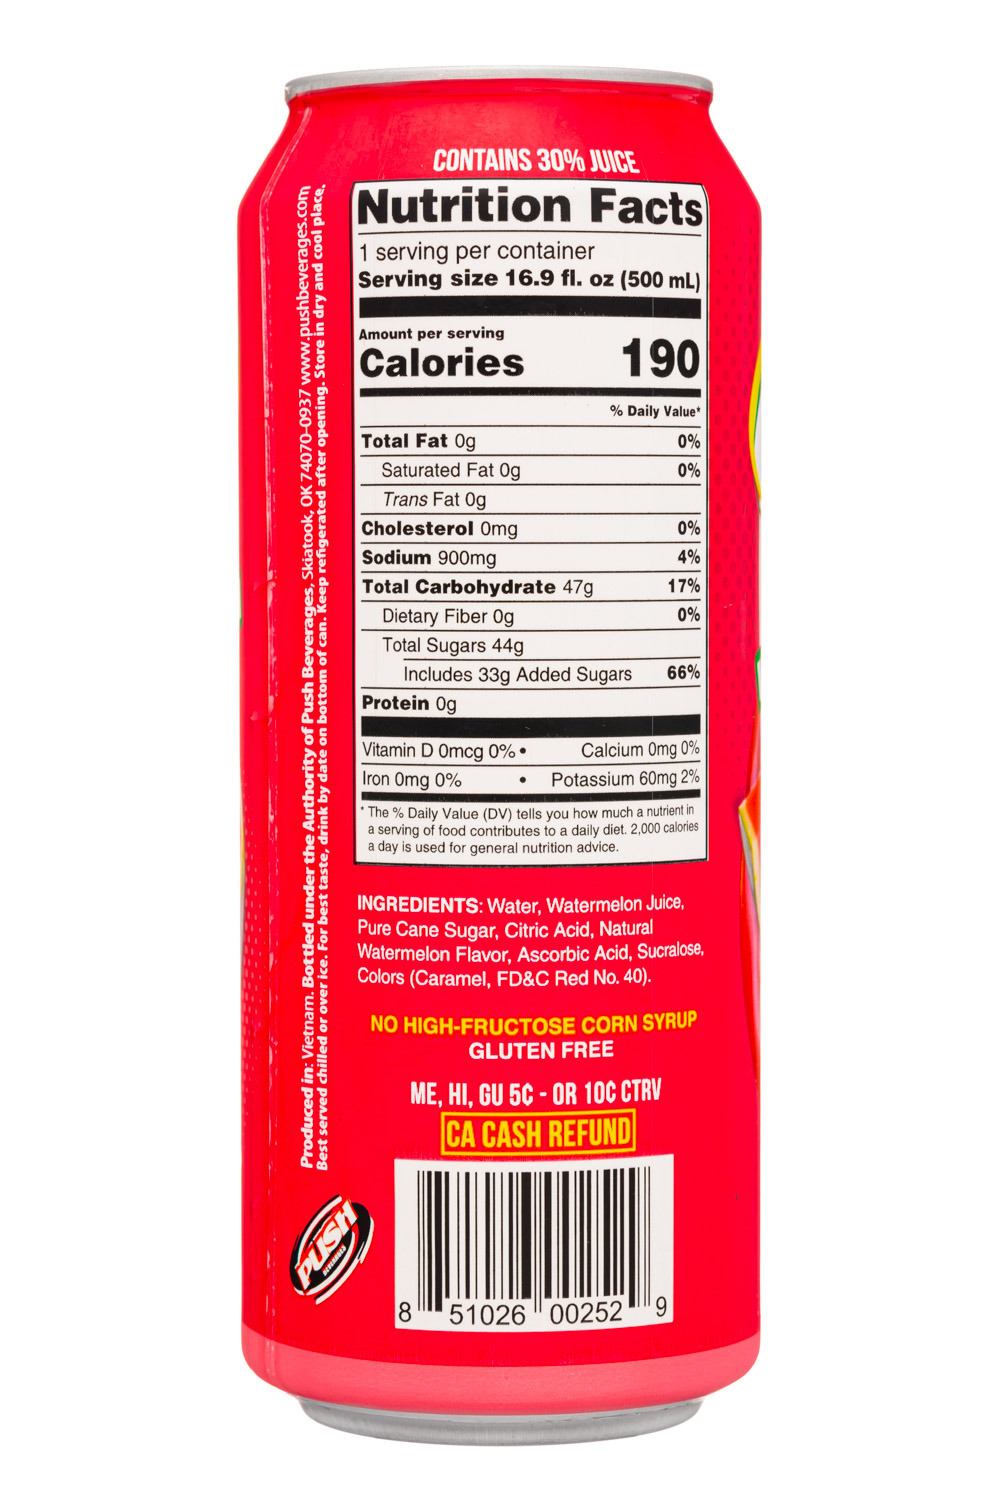 CONTAINS 30% JUICE
Nutrition Facts
1 serving per container
Serving size 16.9 fl. oz (500 mL)
Amount per serving
Calories 190
% Daily Value*
Total Fat 0g 0%
Saturated Fat 0g 0%
Trans Fat 0g
Cholesterol 0mg 0%
Sodium 900mg 4%
Total Carbohydrate 47g 17%
Dietary Fiber 0g 0%
Total Sugars 44g
Includes 33g Added Sugars 66%
Protein 0g
Vitamin D 0mcg 0% • Calcium 0mg 0%
Iron 0mg 0% • Potassium 60mg 2%
* The % Daily Value (DV) tells you how much a nutrient in
a serving of food contributes to a daily diet. 2,000 calories
a day is used for general nutrition advice.
INGREDIENTS: Water, Watermelon Juice,
Pure Cane Sugar, Citric Acid, Natural
Watermelon Flavor, Ascorbic Acid, Sucralose,
Colors (Caramel, FD&C Red No. 40).
NO HIGH-FRUCTOSE CORN SYRUP
GLUTEN FREE
ME, HI, GU 5¢ - OR 10¢ CTRV
CA CASH REFUND
8 51026 00252 9
Produced in: Vietnam. Bottled under the Authority of Push Beverages, Skiatook, OK 74070-0937 www.pushbeverages.com
Best served chilled or over ice. For best taste, drink by date on bottom of can. Keep refigerated after opening. Store in dry and cool place.
PUSH
BEVERAGES